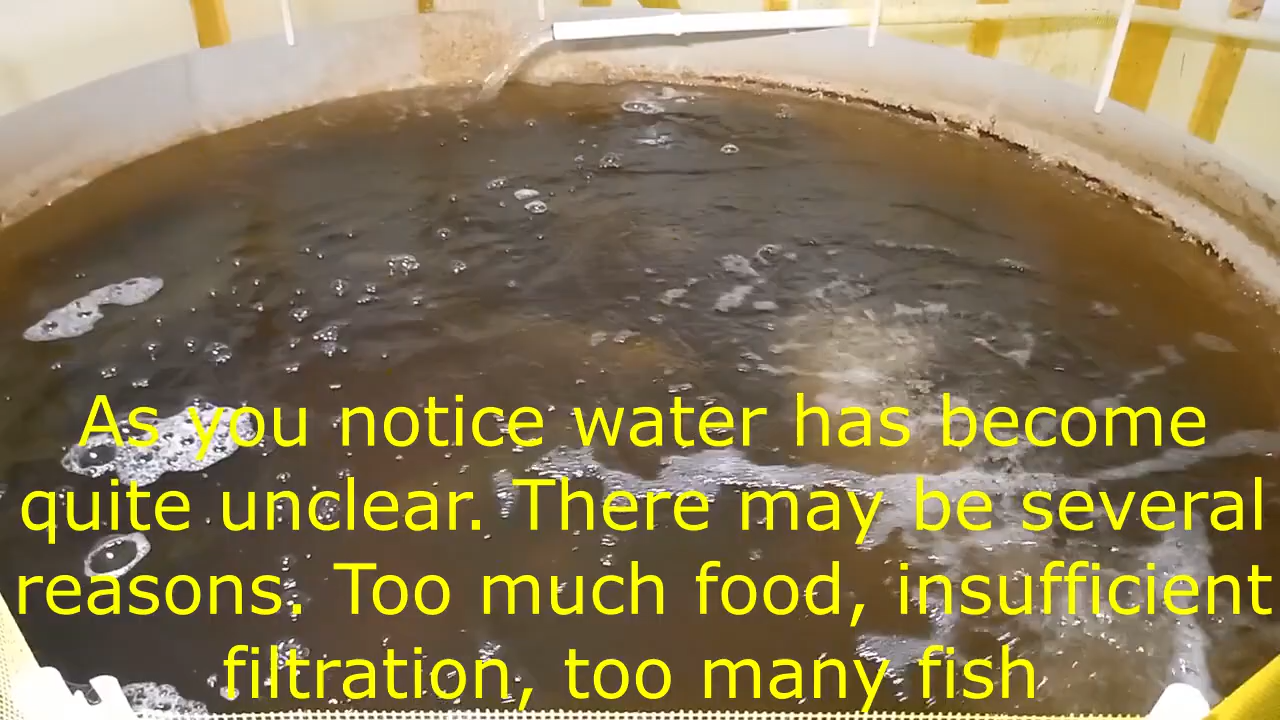 As you notice water has become
quite unclear. There may be several
reasons. Too much food, insufficient
filtration, too many fish